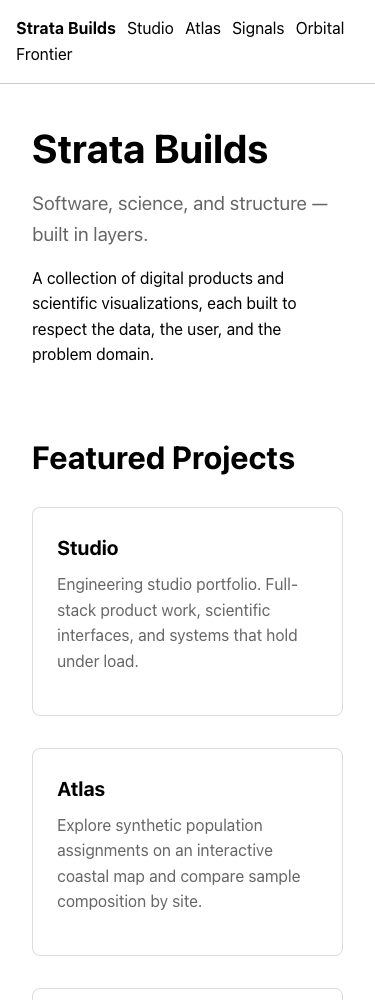 Strata Builds Studio Atlas Signals Orbital
Frontier
Strata Builds
Software, science, and structure —
built in layers.
A collection of digital products and
scientific visualizations, each built to
respect the data, the user, and the
problem domain.
Featured Projects
Studio
Engineering studio portfolio. Full-
stack product work, scientific
interfaces, and systems that hold
under load.
Atlas
Explore synthetic population
assignments on an interactive
coastal map and compare sample
composition by site.